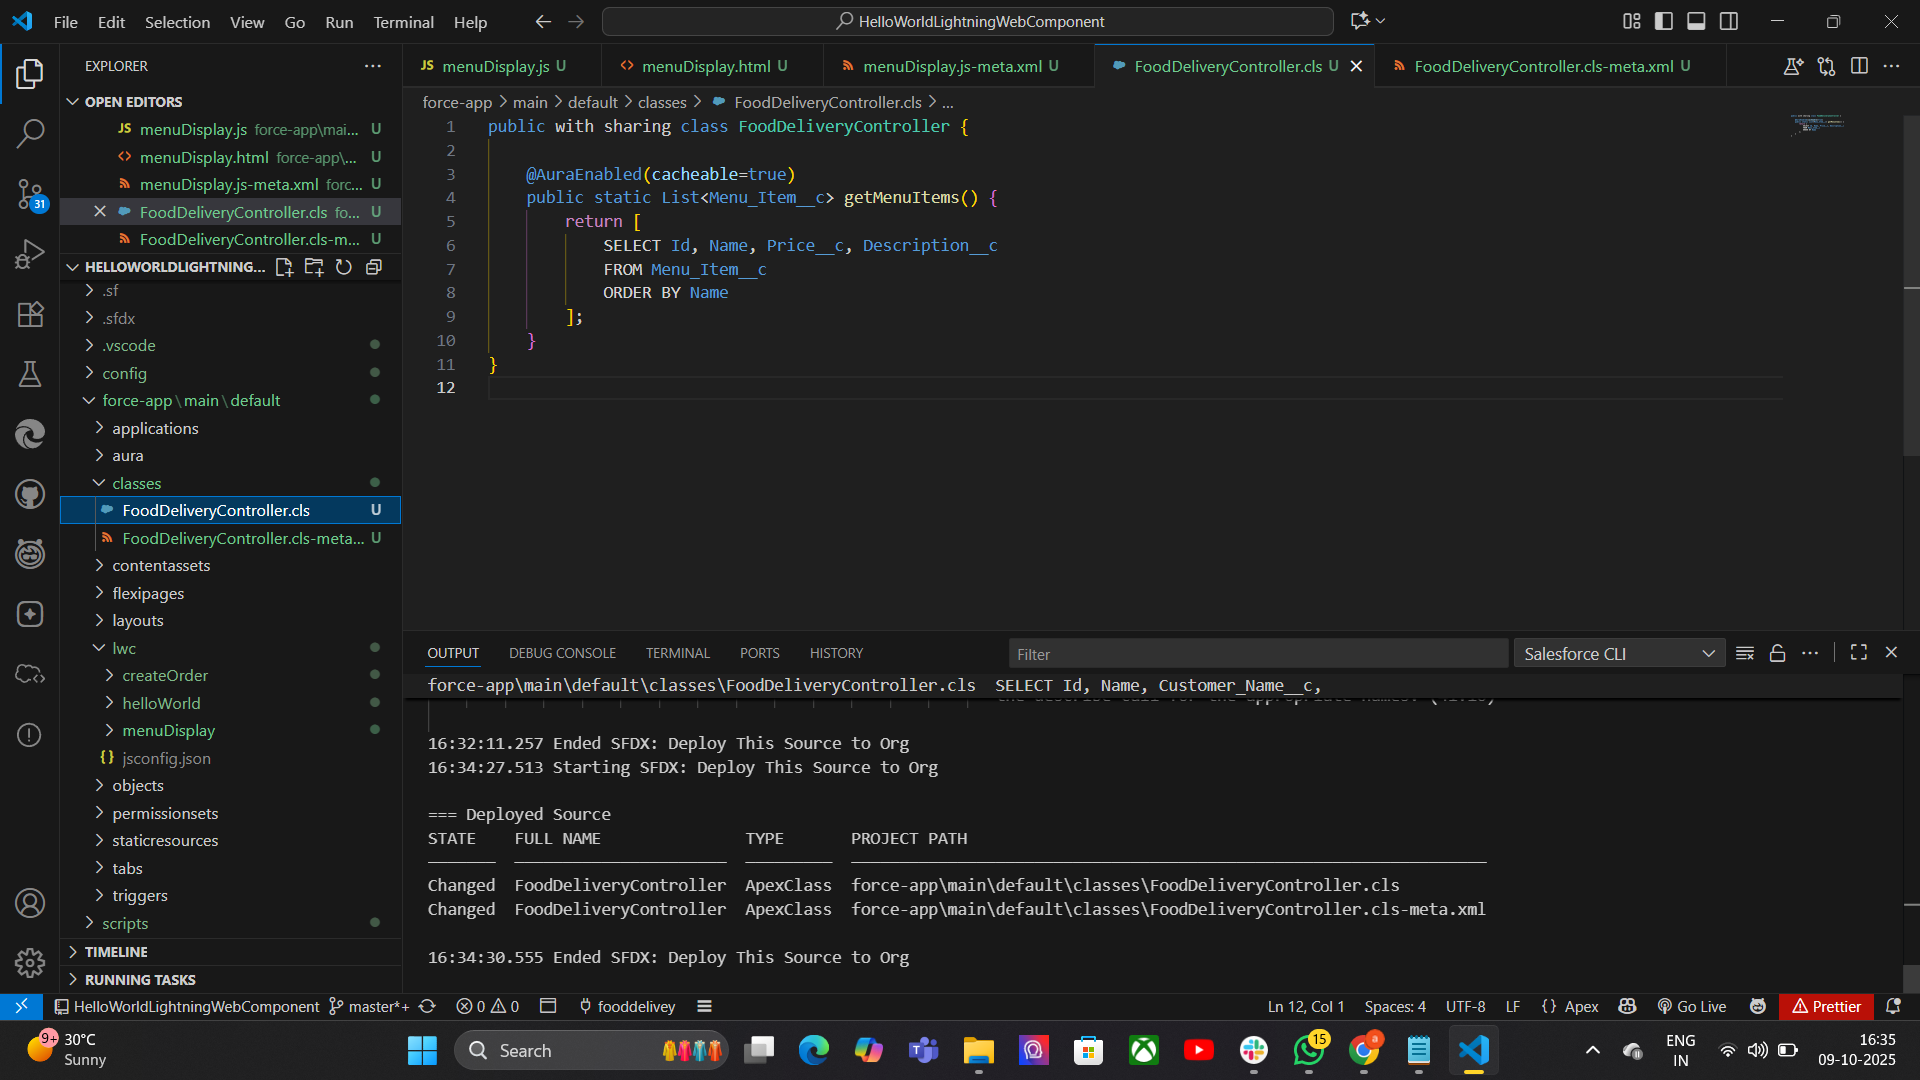 File Edit Selection View Go Run Terminal Help
HelloWorldLightningWebComponent
EXPLORER
OPEN EDITORS
JS menuDisplay.js force-app\mai... U
<> menuDisplay.html force-app\... U
menuDisplay.js-meta.xml forc... U
FoodDeliveryController.cls fo... U
FoodDeliveryController.cls-m... U
HELLOWORLDLIGHTNING...
.sf
.sfdx
.vscode
config
force-app\main\default
applications
aura
classes
FoodDeliveryController.cls U
FoodDeliveryController.cls-meta... U
contentassets
flexipages
layouts
lwc
createOrder
helloWorld
menuDisplay
{} jsconfig.json
objects
permissionsets
staticresources
tabs
triggers
scripts
TIMELINE
RUNNING TASKS
31
JS menuDisplay.js U
<> menuDisplay.html U
menuDisplay.js-meta.xml U
FoodDeliveryController.cls U
FoodDeliveryController.cls-meta.xml U
force-app > main > default > classes > FoodDeliveryController.cls > ...
1 public with sharing class FoodDeliveryController {
2
3 @AuraEnabled(cacheable=true)
4 public static List<Menu_Item__c> getMenuItems() {
5 return [
6 SELECT Id, Name, Price__c, Description__c
7 FROM Menu_Item__c
8 ORDER BY Name
9 ];
10 }
11 }
12
OUTPUT DEBUG CONSOLE TERMINAL PORTS HISTORY
Filter
Salesforce CLI
force-app\main\default\classes\FoodDeliveryController.cls SELECT Id, Name, Customer_Name__c,
16:32:11.257 Ended SFDX: Deploy This Source to Org
16:34:27.513 Starting SFDX: Deploy This Source to Org
=== Deployed Source
STATE FULL NAME TYPE PROJECT PATH
Changed FoodDeliveryController ApexClass force-app\main\default\classes\FoodDeliveryController.cls
Changed FoodDeliveryController ApexClass force-app\main\default\classes\FoodDeliveryController.cls-meta.xml
16:34:30.555 Ended SFDX: Deploy This Source to Org
HelloWorldLightningWebComponent master*+ 0 0 fooddelivey
Ln 12, Col 1 Spaces: 4 UTF-8 LF {} Apex Go Live Prettier
9+ 30°C
Sunny
Search
15
ENG
IN
16:35
09-10-2025